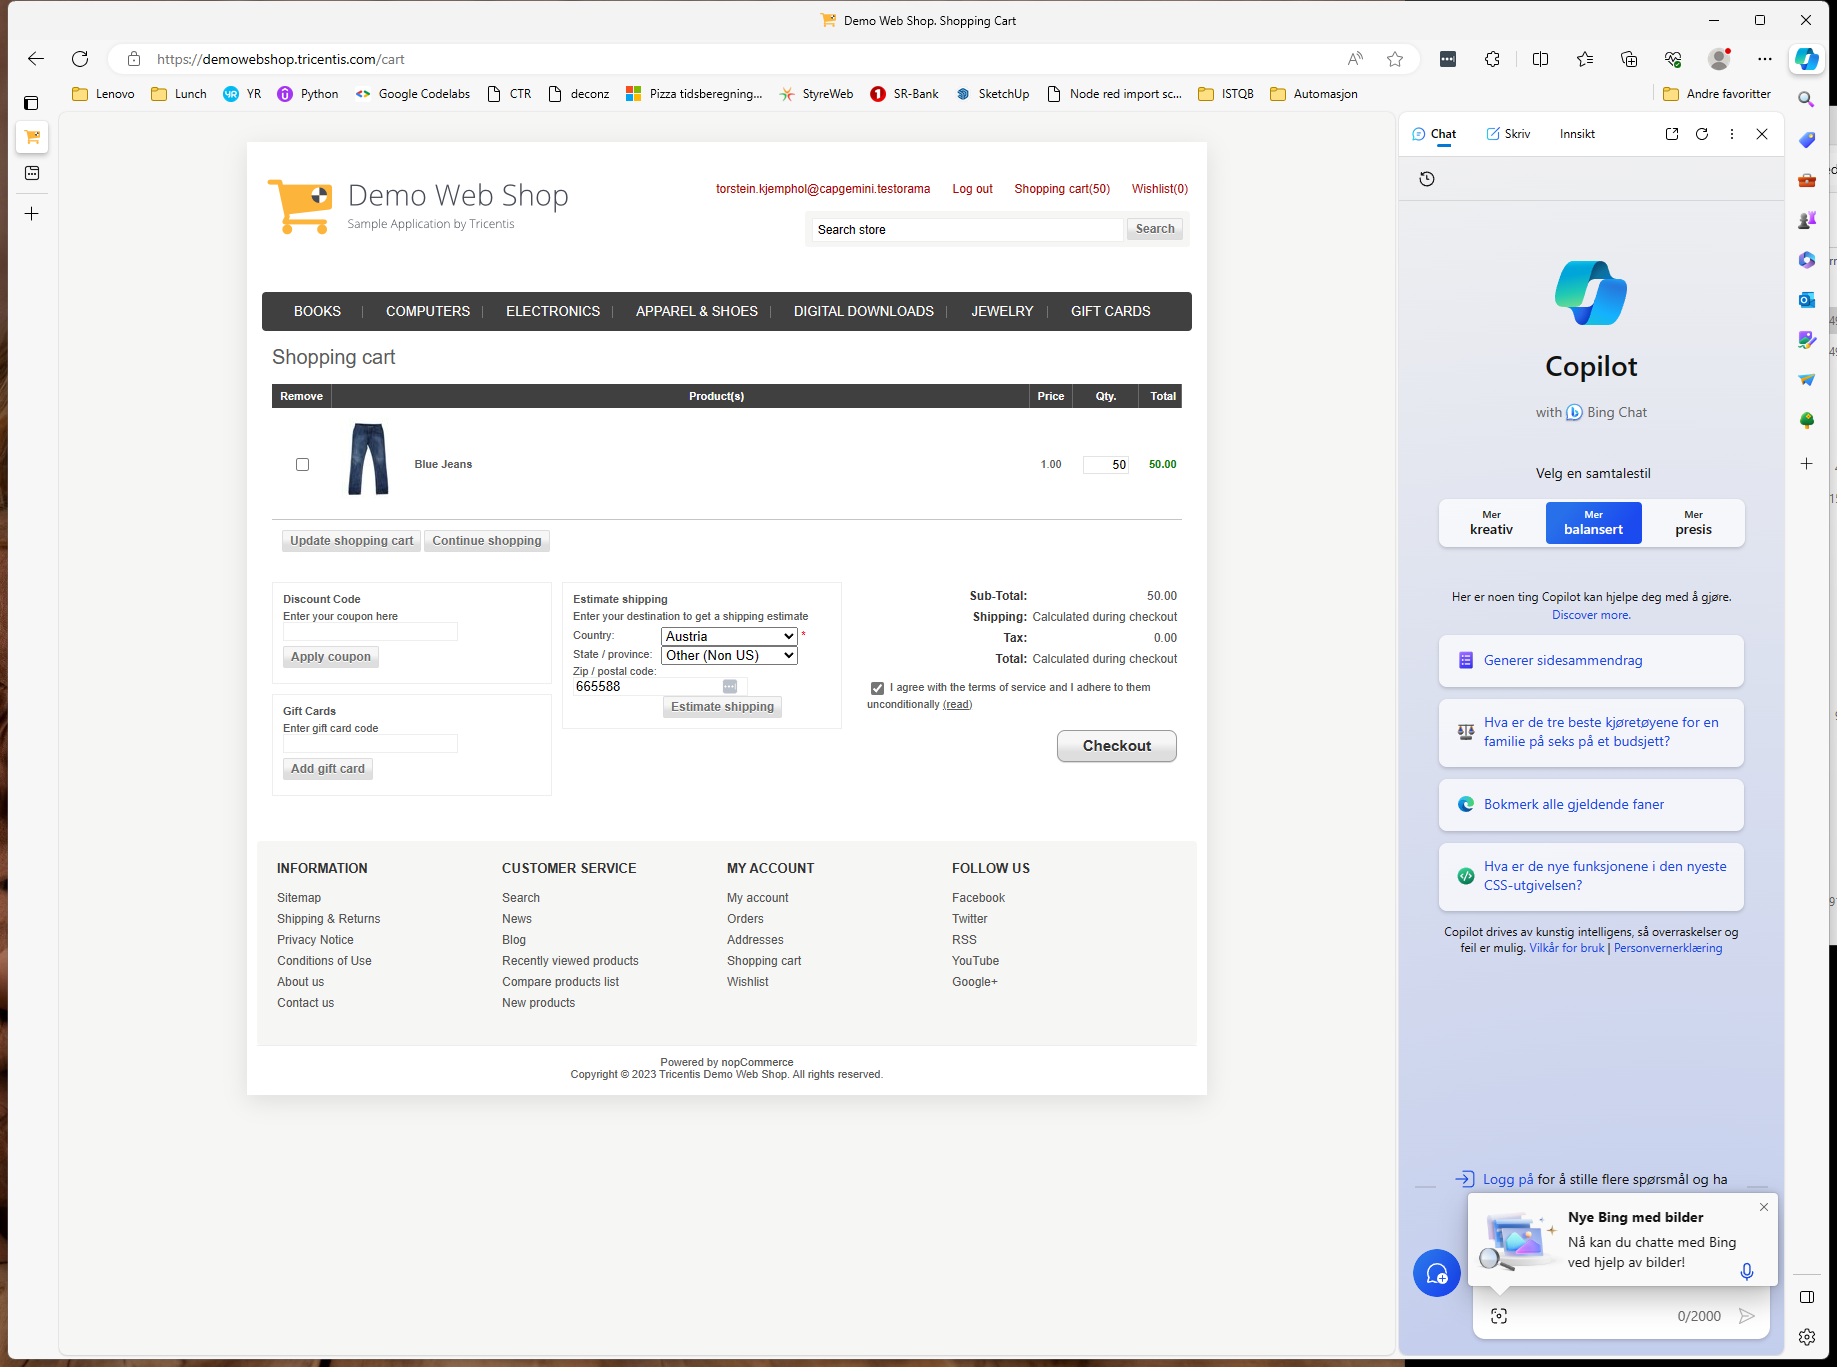 Demo Web Shop. Shopping Cart
https://demowebshop.tricentis.com/cart
Lenovo Lunch YR Python Google Codelabs CTR deconz Pizza tidsberegning... StyreWeb SR-Bank SketchUp Node red import sc... ISTQB Automasjon Andre favoritter
Demo Web Shop
Sample Application by Tricentis
torstein.kjemphol@capgemini.testorama Log out Shopping cart(50) Wishlist(0)
Search store Search
BOOKS COMPUTERS ELECTRONICS APPAREL & SHOES DIGITAL DOWNLOADS JEWELRY GIFT CARDS
Shopping cart
Remove Product(s) Price Qty. Total
Blue Jeans 1.00 50 50.00
Update shopping cart Continue shopping
Discount Code
Enter your coupon here
Apply coupon
Gift Cards
Enter gift card code
Add gift card
Estimate shipping
Enter your destination to get a shipping estimate
Country: Austria *
State / province: Other (Non US)
Zip / postal code:
665588
Estimate shipping
Sub-Total: 50.00
Shipping: Calculated during checkout
Tax: 0.00
Total: Calculated during checkout
I agree with the terms of service and I adhere to them
unconditionally (read)
Checkout
INFORMATION
Sitemap
Shipping & Returns
Privacy Notice
Conditions of Use
About us
Contact us
CUSTOMER SERVICE
Search
News
Blog
Recently viewed products
Compare products list
New products
MY ACCOUNT
My account
Orders
Addresses
Shopping cart
Wishlist
FOLLOW US
Facebook
Twitter
RSS
YouTube
Google+
Powered by nopCommerce
Copyright © 2023 Tricentis Demo Web Shop. All rights reserved.
Chat Skriv Innsikt
Copilot
with b Bing Chat
Velg en samtalestil
Mer
kreativ
Mer
balansert
Mer
presis
Her er noen ting Copilot kan hjelpe deg med å gjøre.
Discover more.
Generer sidesammendrag
Hva er de tre beste kjøretøyene for en
familie på seks på et budsjett?
Bokmerk alle gjeldende faner
Hva er de nye funksjonene i den nyeste
CSS-utgivelsen?
Copilot drives av kunstig intelligens, så overraskelser og
feil er mulig. Vilkår for bruk | Personvernerklæring
Logg på for å stille flere spørsmål og ha
Nye Bing med bilder
Nå kan du chatte med Bing
ved hjelp av bilder!
0/2000